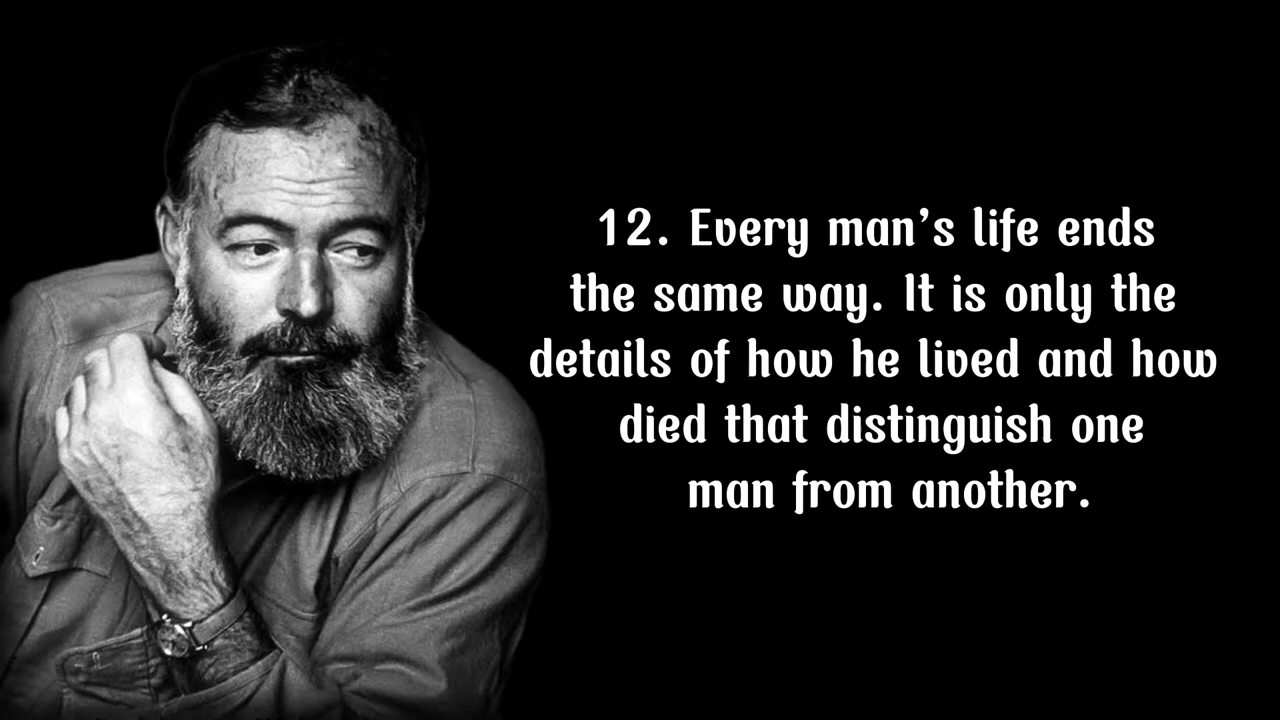 12. Every man’s life ends
the same way. It is only the
details of how he lived and how
died that distinguish one
man from another.